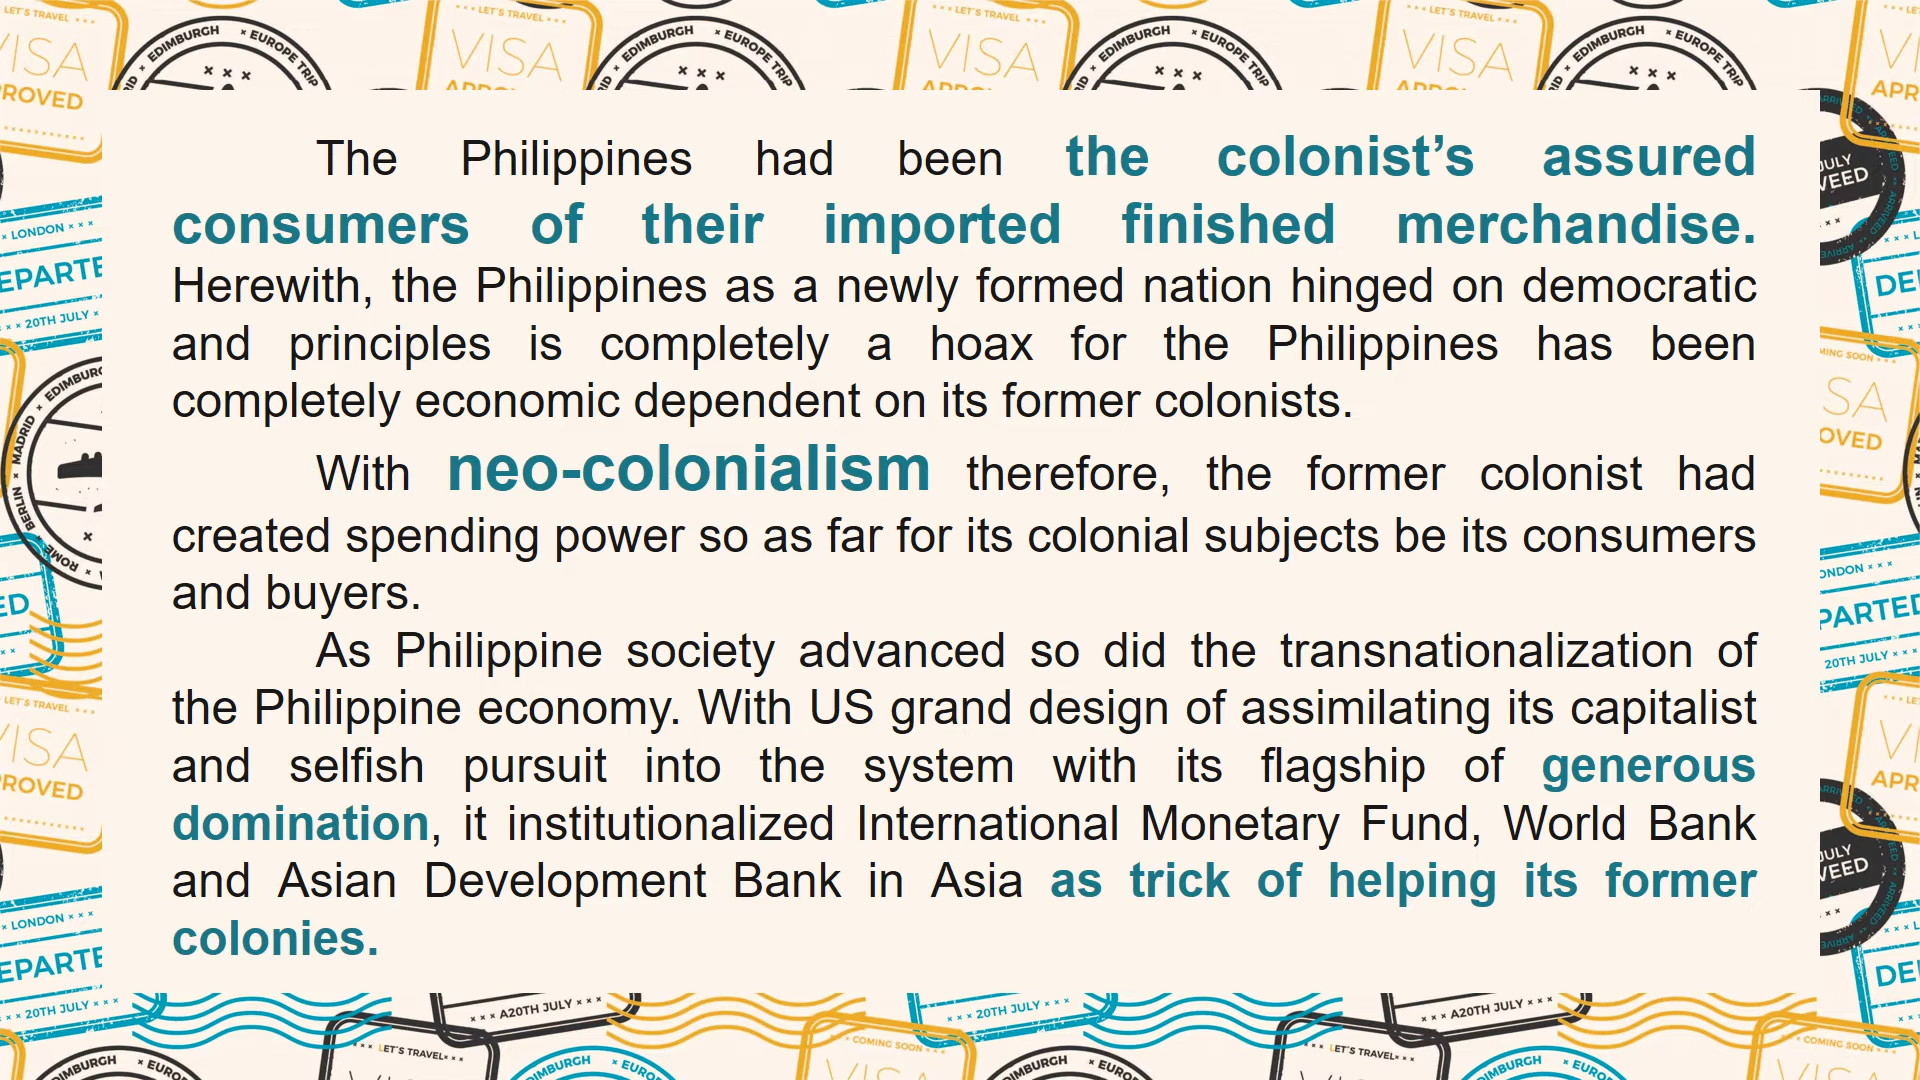 The Philippines had been the colonist’s assured
consumers of their imported finished merchandise.
Herewith, the Philippines as a newly formed nation hinged on democratic
and principles is completely a hoax for the Philippines has been
completely economic dependent on its former colonists.
With neo-colonialism therefore, the former colonist had
created spending power so as far for its colonial subjects be its consumers
and buyers.
As Philippine society advanced so did the transnationalization of
the Philippine economy. With US grand design of assimilating its capitalist
and selfish pursuit into the system with its flagship of generous
domination, it institutionalized International Monetary Fund, World Bank
and Asian Development Bank in Asia as trick of helping its former
colonies.